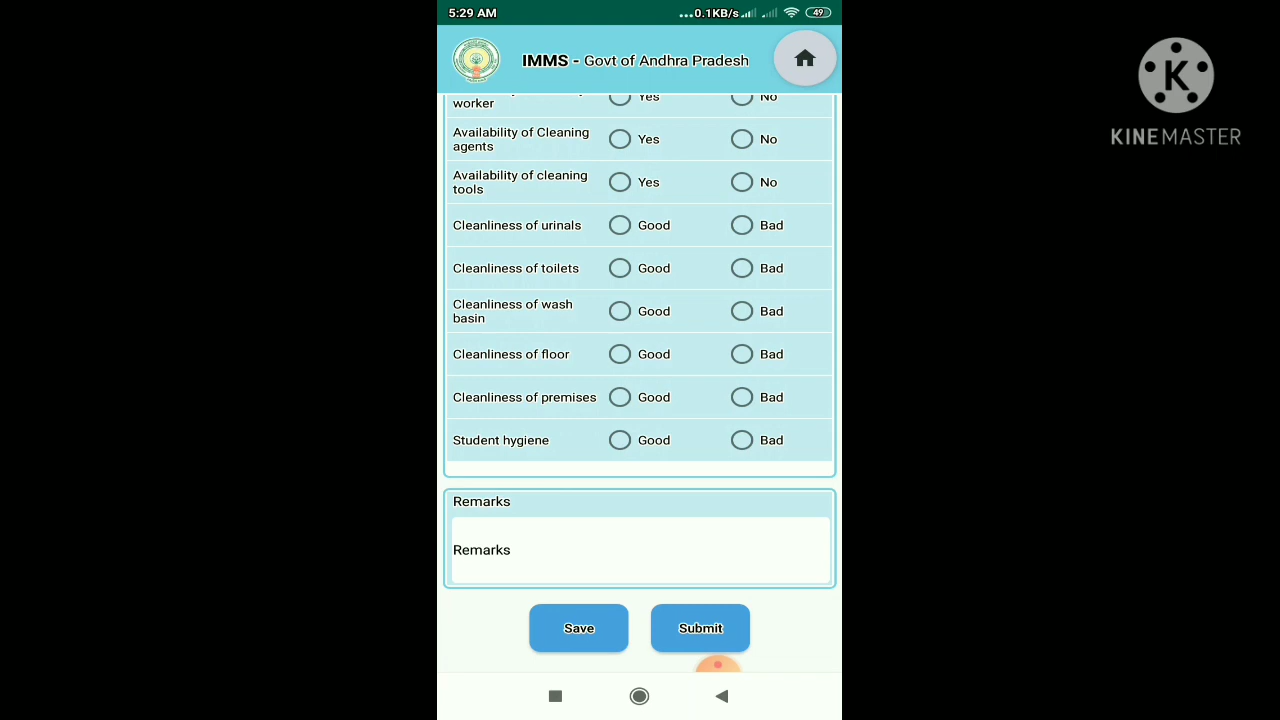 5:29 AM
...0.1KB/s
49
IMMS - Govt of Andhra Pradesh
KINEMASTER
worker Yes No
Availability of Cleaning
agents Yes No
Availability of cleaning
tools Yes No
Cleanliness of urinals Good Bad
Cleanliness of toilets Good Bad
Cleanliness of wash
basin Good Bad
Cleanliness of floor Good Bad
Cleanliness of premises Good Bad
Student hygiene Good Bad
Remarks
Remarks
Save Submit